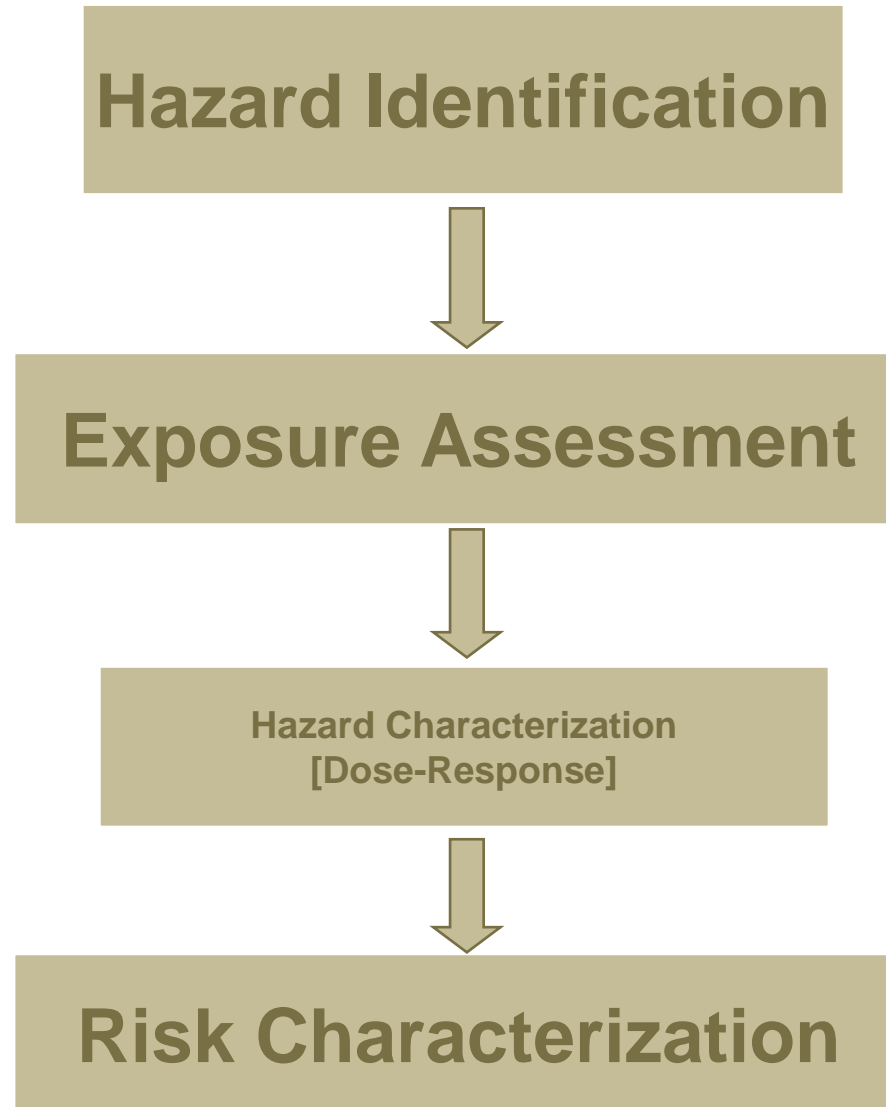 Hazard Identification
Exposure Assessment
Hazard Characterization
[Dose-Response]
Risk Characterization